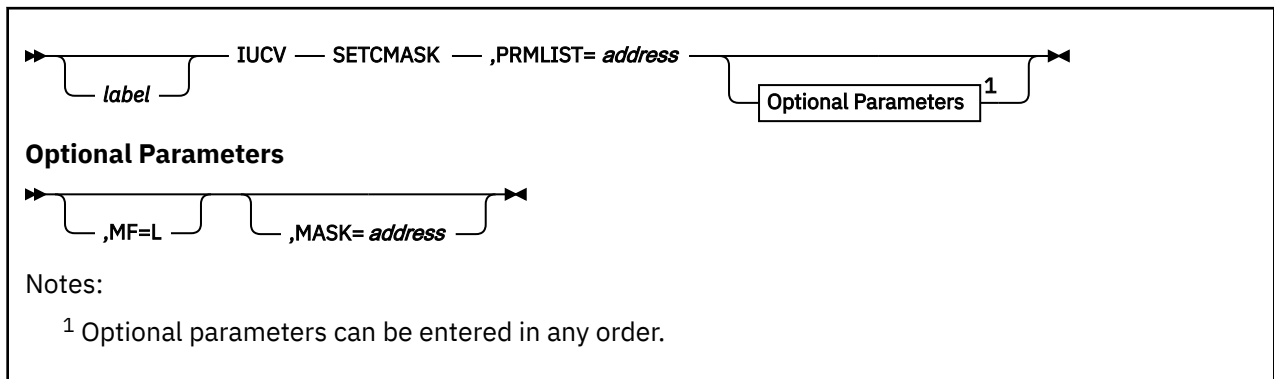 label IUCV SETCMASK ,PRMLIST= address Optional Parameters 1
Optional Parameters
,MF=L ,MASK= address
Notes:
1 Optional parameters can be entered in any order.